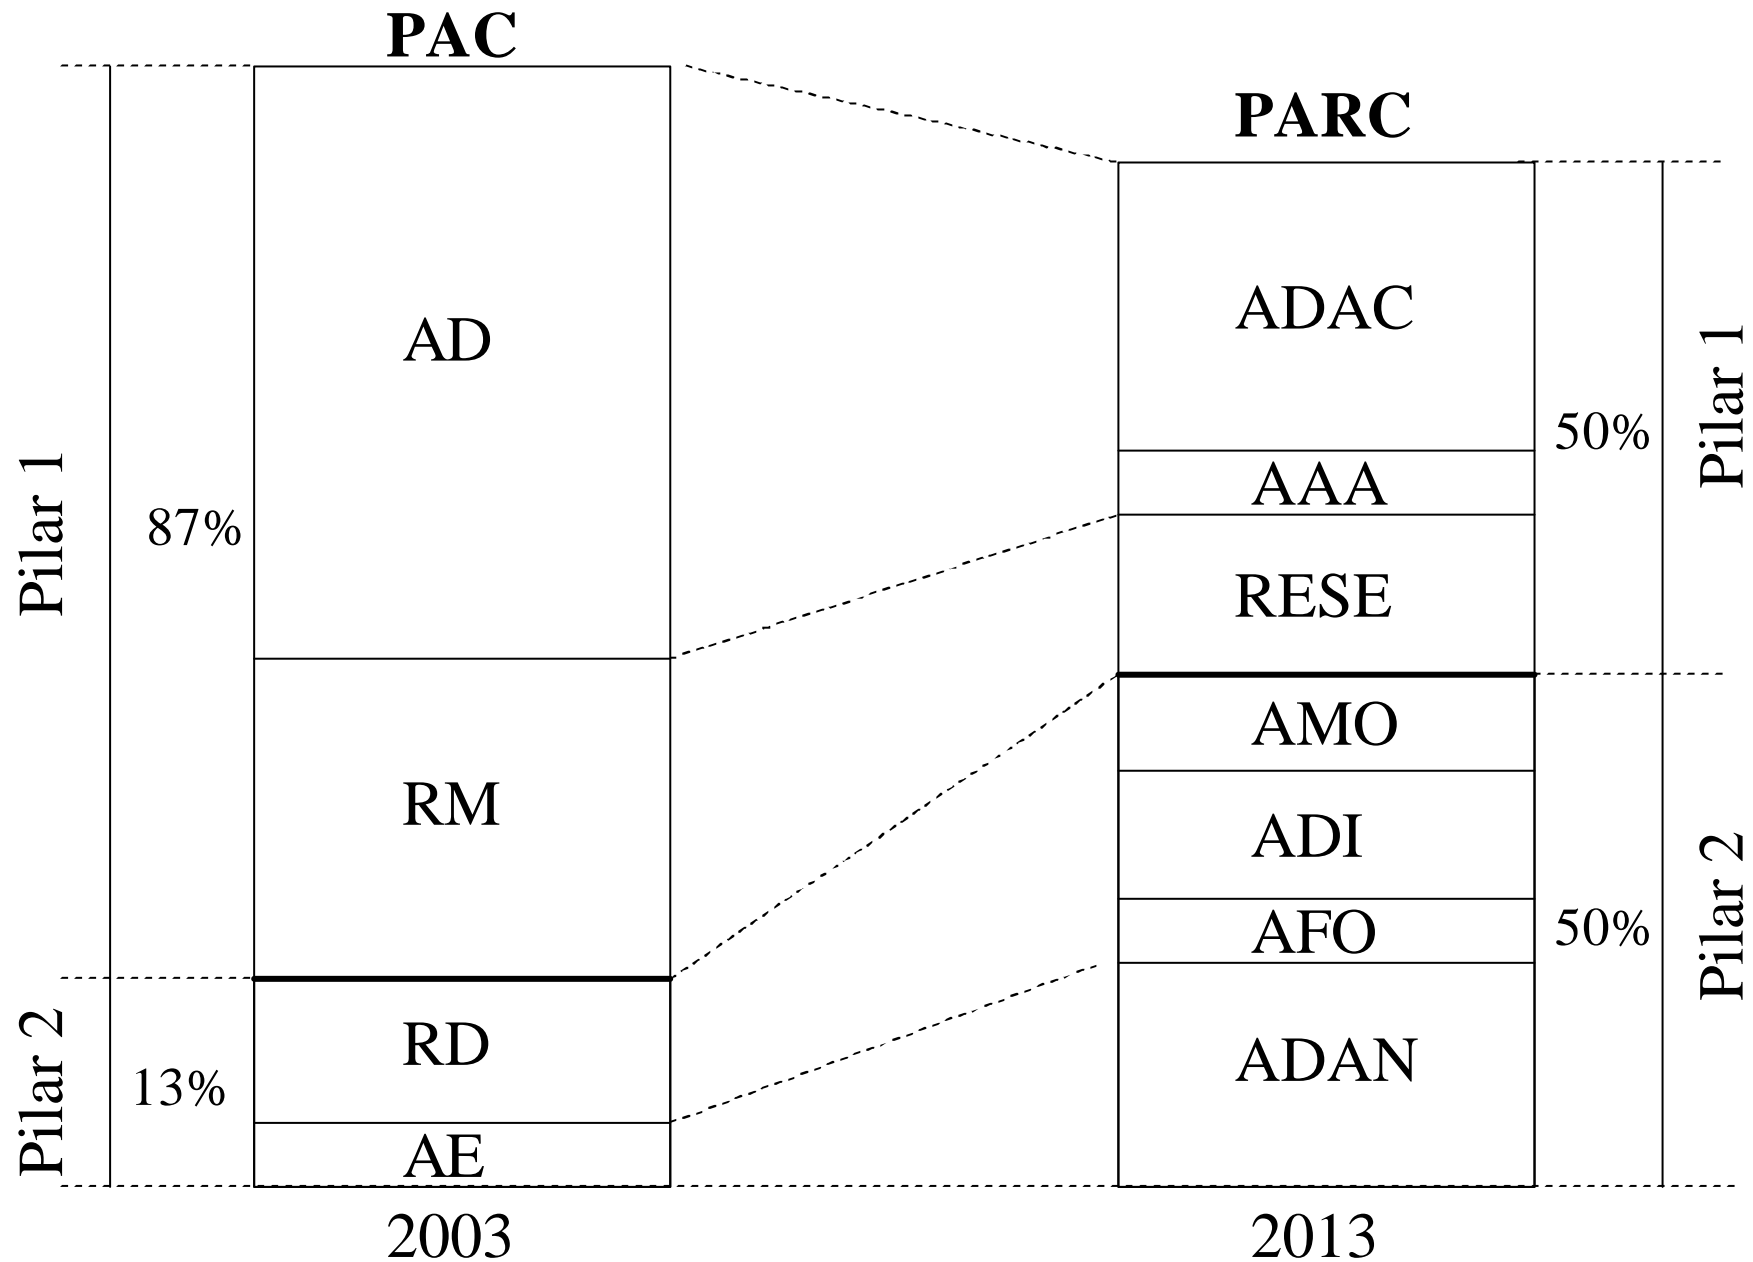 PAC
Pilar 1
87%
AD
RM
Pilar 2
13%
RD
AE
2003
PARC
ADAC
AAA
RESE
50%
Pilar 1
AMO
ADI
AFO
ADAN
50%
Pilar 2
2013